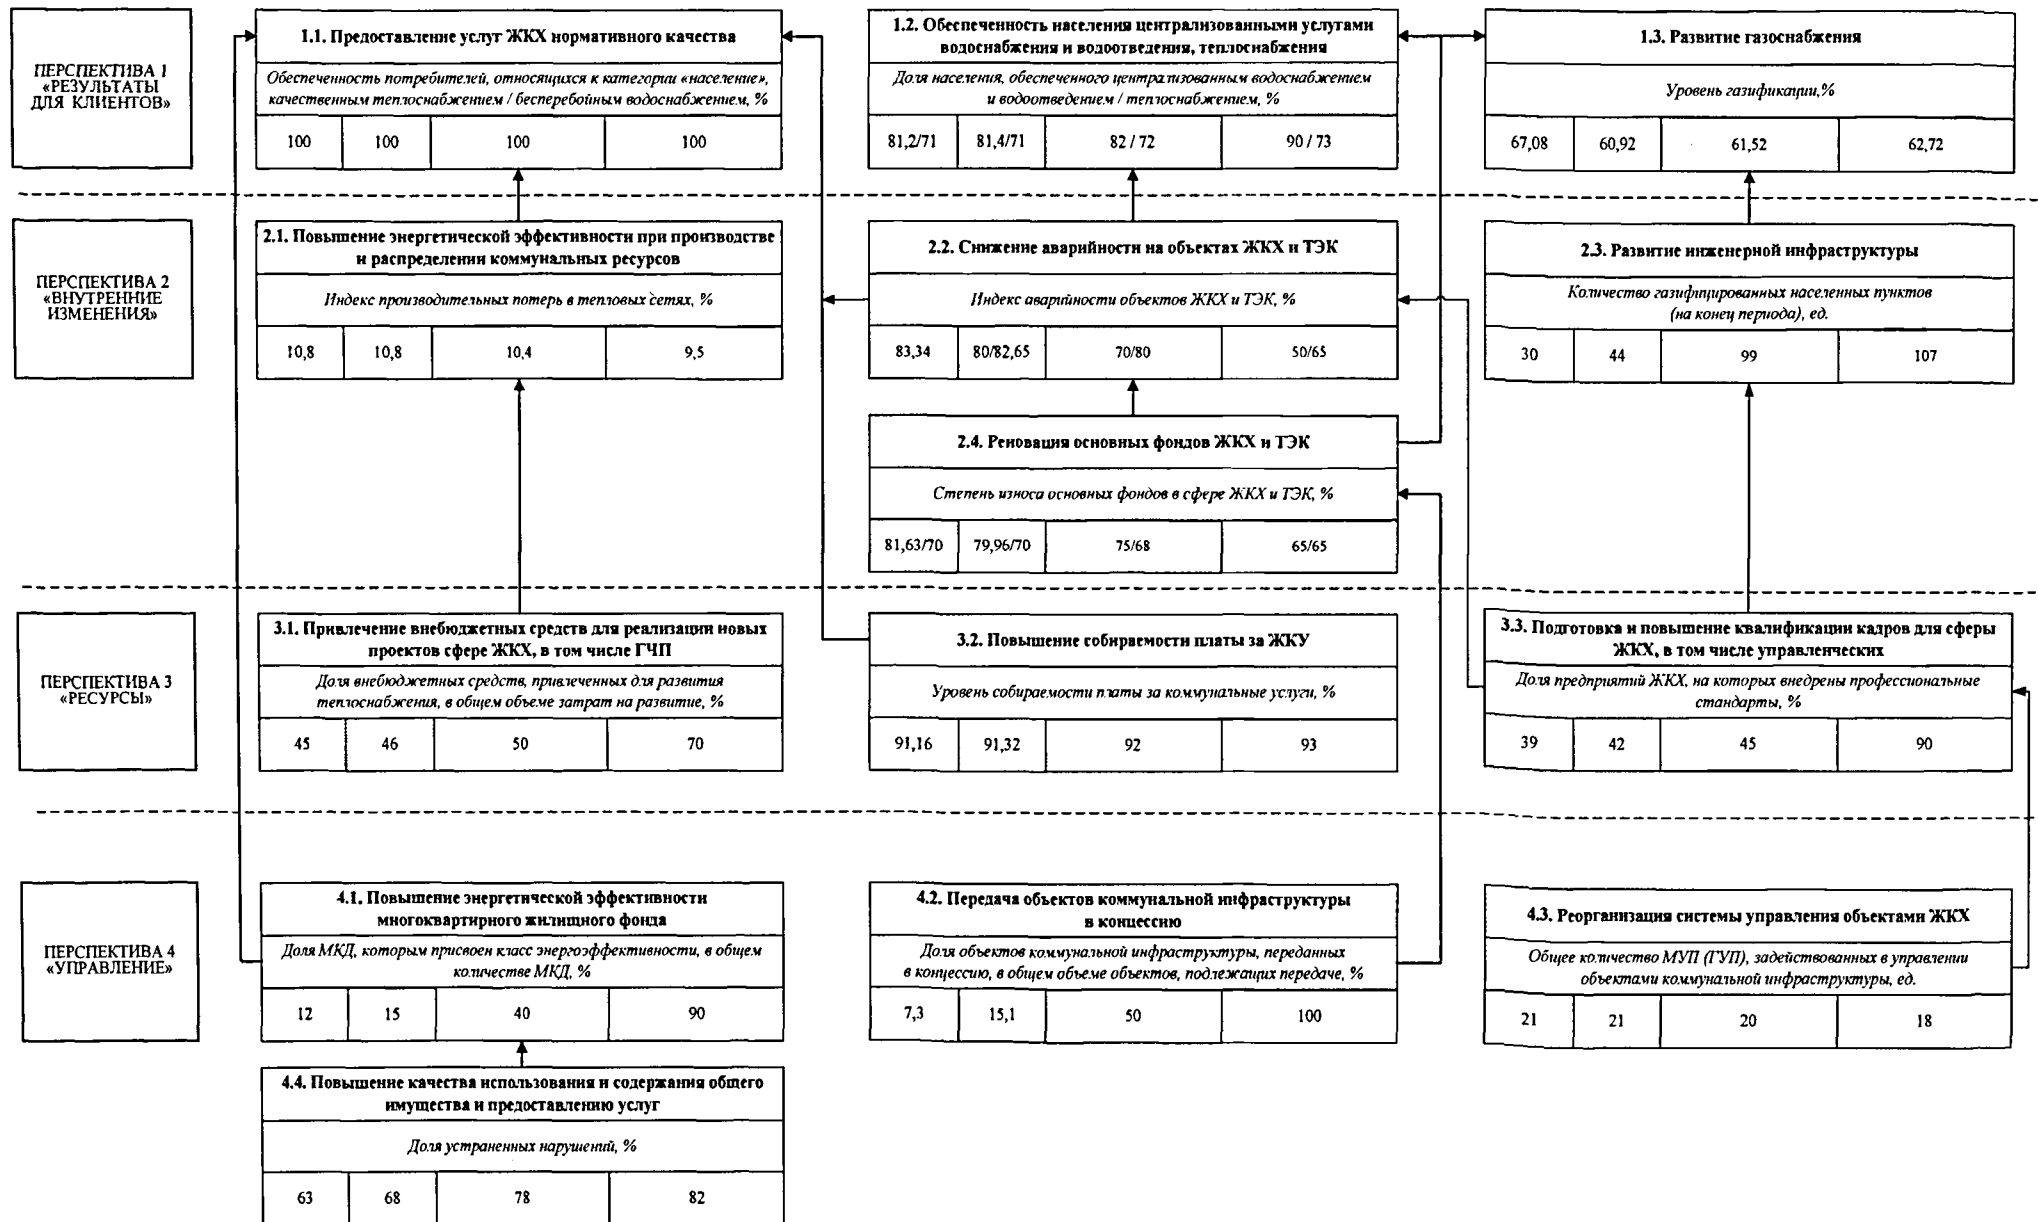 ПЕРСПЕКТИВА 1
«РЕЗУЛЬТАТЫ
ДЛЯ КЛИЕНТОВ»
1.1. Предоставление услуг ЖКХ нормативного качества
Обеспеченность потребителей, относящихся к категории «население»,
качественным теплоснабжением / бесперебойным водоснабжением, %
100 100 100 100
1.2. Обеспеченность населения централизованными услугами
водоснабжения и водоотведения, теплоснабжения
Доля населения, обеспеченного централизованным водоснабжением
и водоотведением / теплоснабжением, %
81,2/71 81,4/71 82 / 72 90 / 73
1.3. Развитие газоснабжения
Уровень газификации,%
67,08 60,92 61,52 62,72
ПЕРСПЕКТИВА 2
«ВНУТРЕННИЕ
ИЗМЕНЕНИЯ»
2.1. Повышение энергетической эффективности при производстве
и распределении коммунальных ресурсов
Индекс производительных потерь в тепловых сетях, %
10,8 10,8 10,4 9,5
2.2. Снижение аварийности на объектах ЖКХ и ТЭК
Индекс аварийности объектов ЖКХ и ТЭК, %
83,34 80/82,65 70/80 50/65
2.3. Развитие инженерной инфраструктуры
Количество газифицированных населенных пунктов
(на конец периода), ед.
30 44 99 107
2.4. Реновация основных фондов ЖКХ и ТЭК
Степень износа основных фондов в сфере ЖКХ и ТЭК, %
81,63/70 79,96/70 75/68 65/65
ПЕРСПЕКТИВА 3
«РЕСУРСЫ»
3.1. Привлечение внебюджетных средств для реализации новых
проектов сфере ЖКХ, в том числе ГЧП
Доля внебюджетных средств, привлеченных для развития
теплоснабжения, в общем объеме затрат на развитие, %
45 46 50 70
3.2. Повышение собираемости платы за ЖКУ
Уровень собираемости платы за коммунальные услуги, %
91,16 91,32 92 93
3.3. Подготовка и повышение квалификации кадров для сферы
ЖКХ, в том числе управленческих
Доля предприятий ЖКХ, на которых внедрены профессиональные
стандарты, %
39 42 45 90
ПЕРСПЕКТИВА 4
«УПРАВЛЕНИЕ»
4.1. Повышение энергетической эффективности
многоквартирного жилищного фонда
Доля МКД, которым присвоен класс энергоэффективности, в общем
количестве МКД, %
12 15 40 90
4.2. Передача объектов коммунальной инфраструктуры
в концессию
Доля объектов коммунальной инфраструктуры, переданных
в концессию, в общем объеме объектов, подлежащих передаче, %
7,3 15,1 50 100
4.3. Реорганизация системы управления объектами ЖКХ
Общее количество МУП (ГУП), задействованных в управлении
объектами коммунальной инфраструктуры, ед.
21 21 20 18
4.4. Повышение качества использования и содержания общего
имущества и предоставлению услуг
Доля устраненных нарушений, %
63 68 78 82